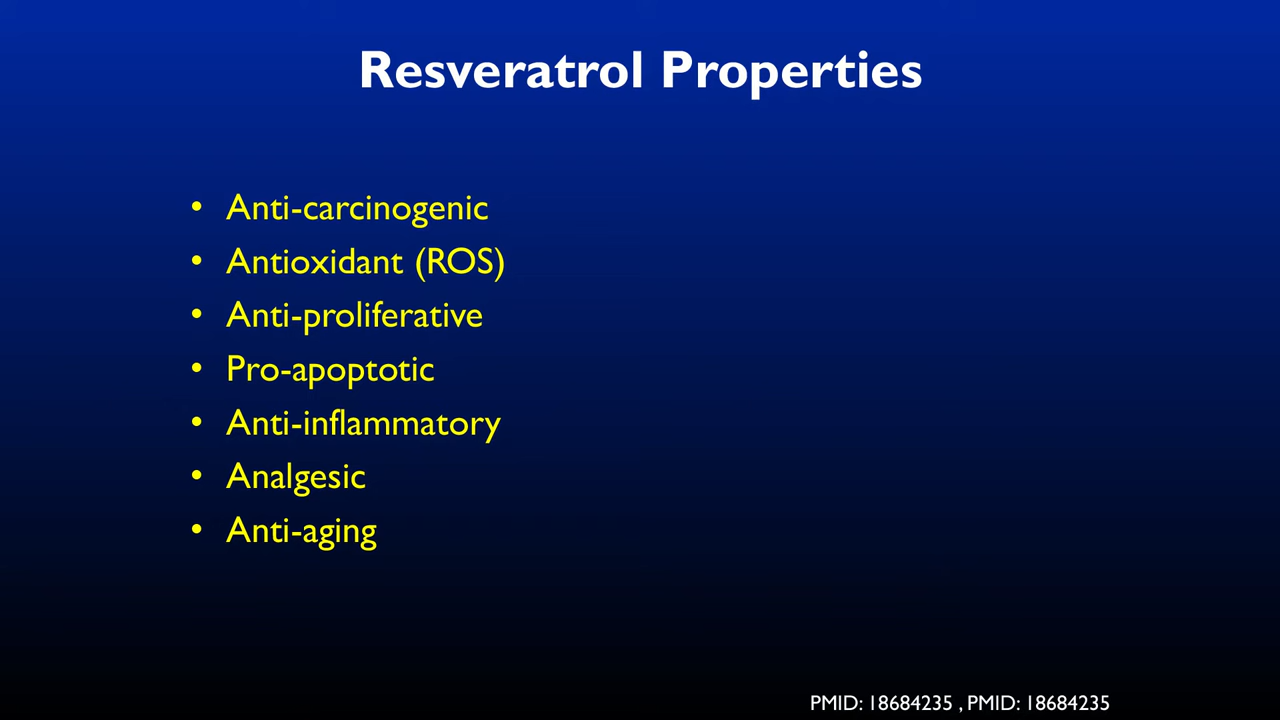 Resveratrol Properties
• Anti-carcinogenic
• Antioxidant (ROS)
• Anti-proliferative
• Pro-apoptotic
• Anti-inflammatory
• Analgesic
• Anti-aging
PMID: 18684235 , PMID: 18684235